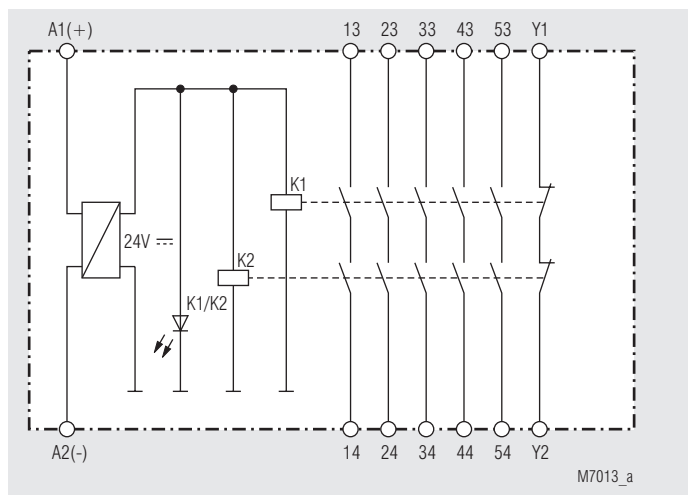 A1(+) 13 23 33 43 53 Y1
K1
24V
K2
K1/K2
A2(-) 14 24 34 44 54 Y2
M7013_a